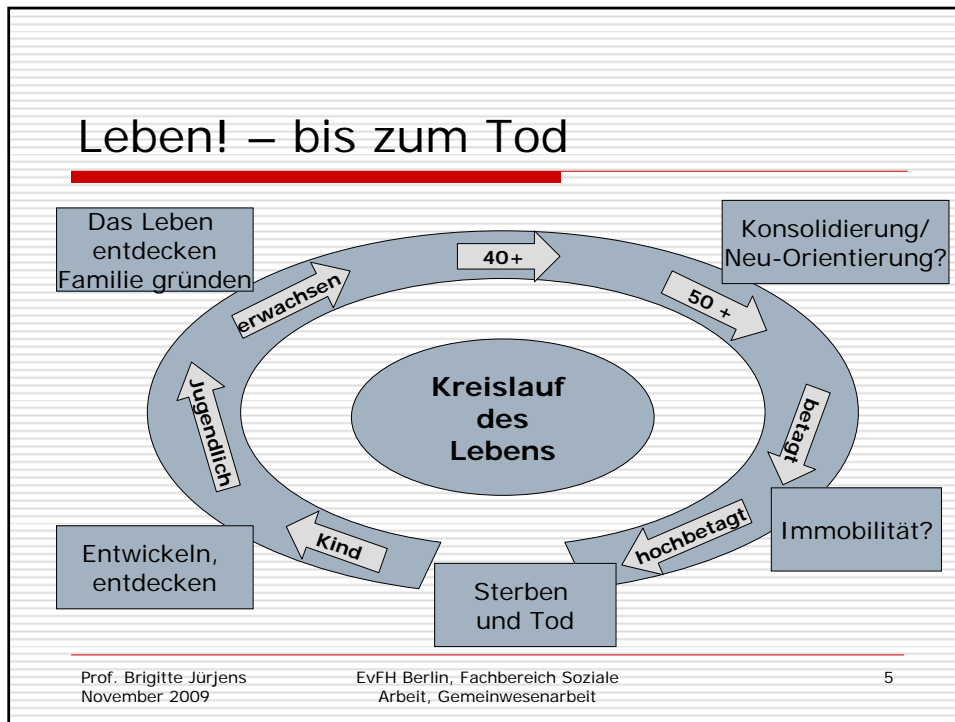 Leben! – bis zum Tod
Das Leben
entdecken
Familie gründen
Konsolidierung/
Neu-Orientierung?
40+
erwachsen
50 +
Kreislauf
des
Lebens
Jugendlich
betagt
Kind
hochbetagt
Entwickeln,
entdecken
Immobilität?
Sterben
und Tod
Prof. Brigitte Jürjens
November 2009
EvFH Berlin, Fachbereich Soziale
Arbeit, Gemeinwesenarbeit
5